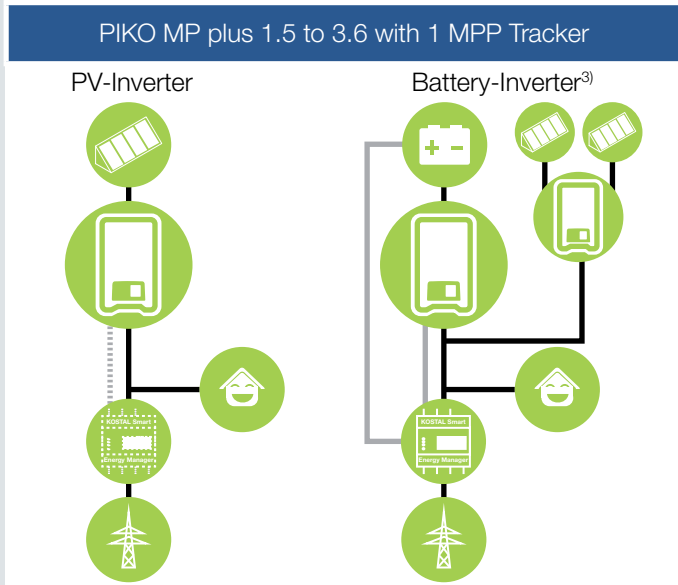 PIKO MP plus 1.5 to 3.6 with 1 MPP Tracker
PV-Inverter
Battery-Inverter³⁾
+ -
KOSTAL Smart
Energy Manager
KOSTAL Smart
Energy Manager